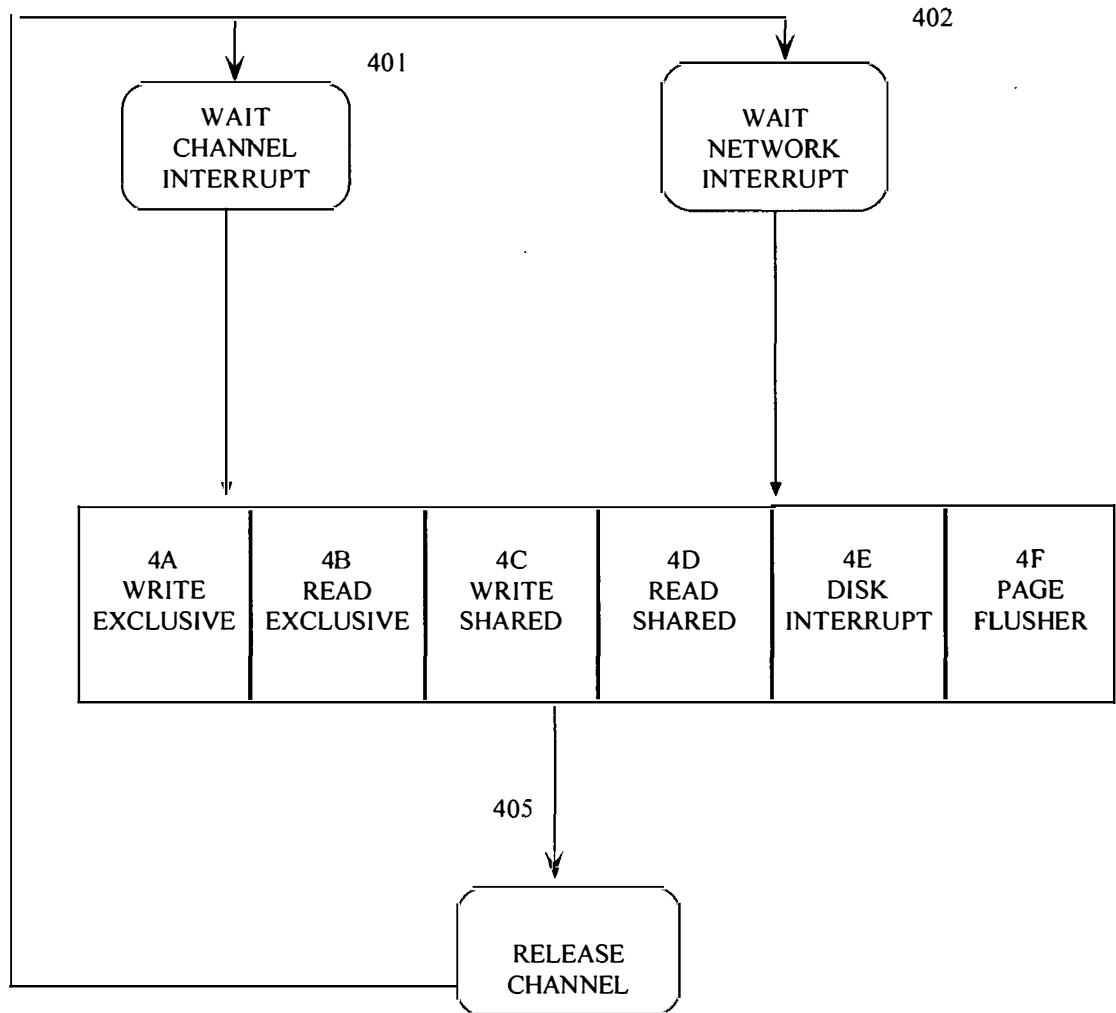 402
401
WAIT
CHANNEL
INTERRUPT
WAIT
NETWORK
INTERRUPT
4A
WRITE
EXCLUSIVE
4B
READ
EXCLUSIVE
4C
WRITE
SHARED
4D
READ
SHARED
4E
DISK
INTERRUPT
4F
PAGE
FLUSHER
405
RELEASE
CHANNEL